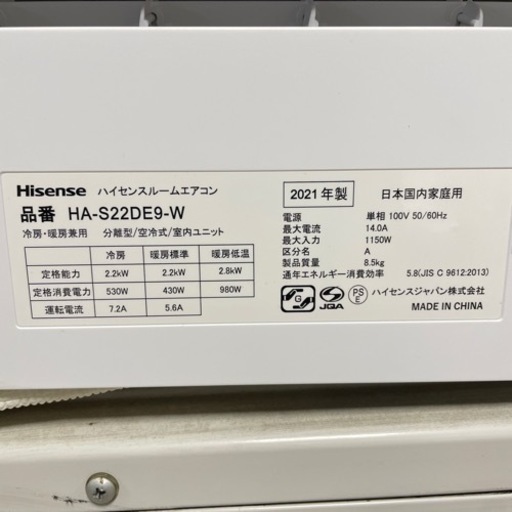 Hisense ハイセンスルームエアコン
品番 HA-S22DE9-W
冷房・暖房兼用 分離型/空冷式/室内ユニット
冷房 暖房標準 暖房低温
定格能力 2.2kW 2.2kW 2.8kW
定格消費電力 530W 430W 980W
運転電流 7.2A 5.6A
2021年製 日本国内家庭用
電源 単相 100V 50/60Hz
最大電流 14.0A
最大入力 1150W
区分名 A
製品質量 8.5kg
通年エネルギー消費効率 5.8(JIS C 9612:2013)
G JQA PSE ハイセンスジャパン株式会社
MADE IN CHINA